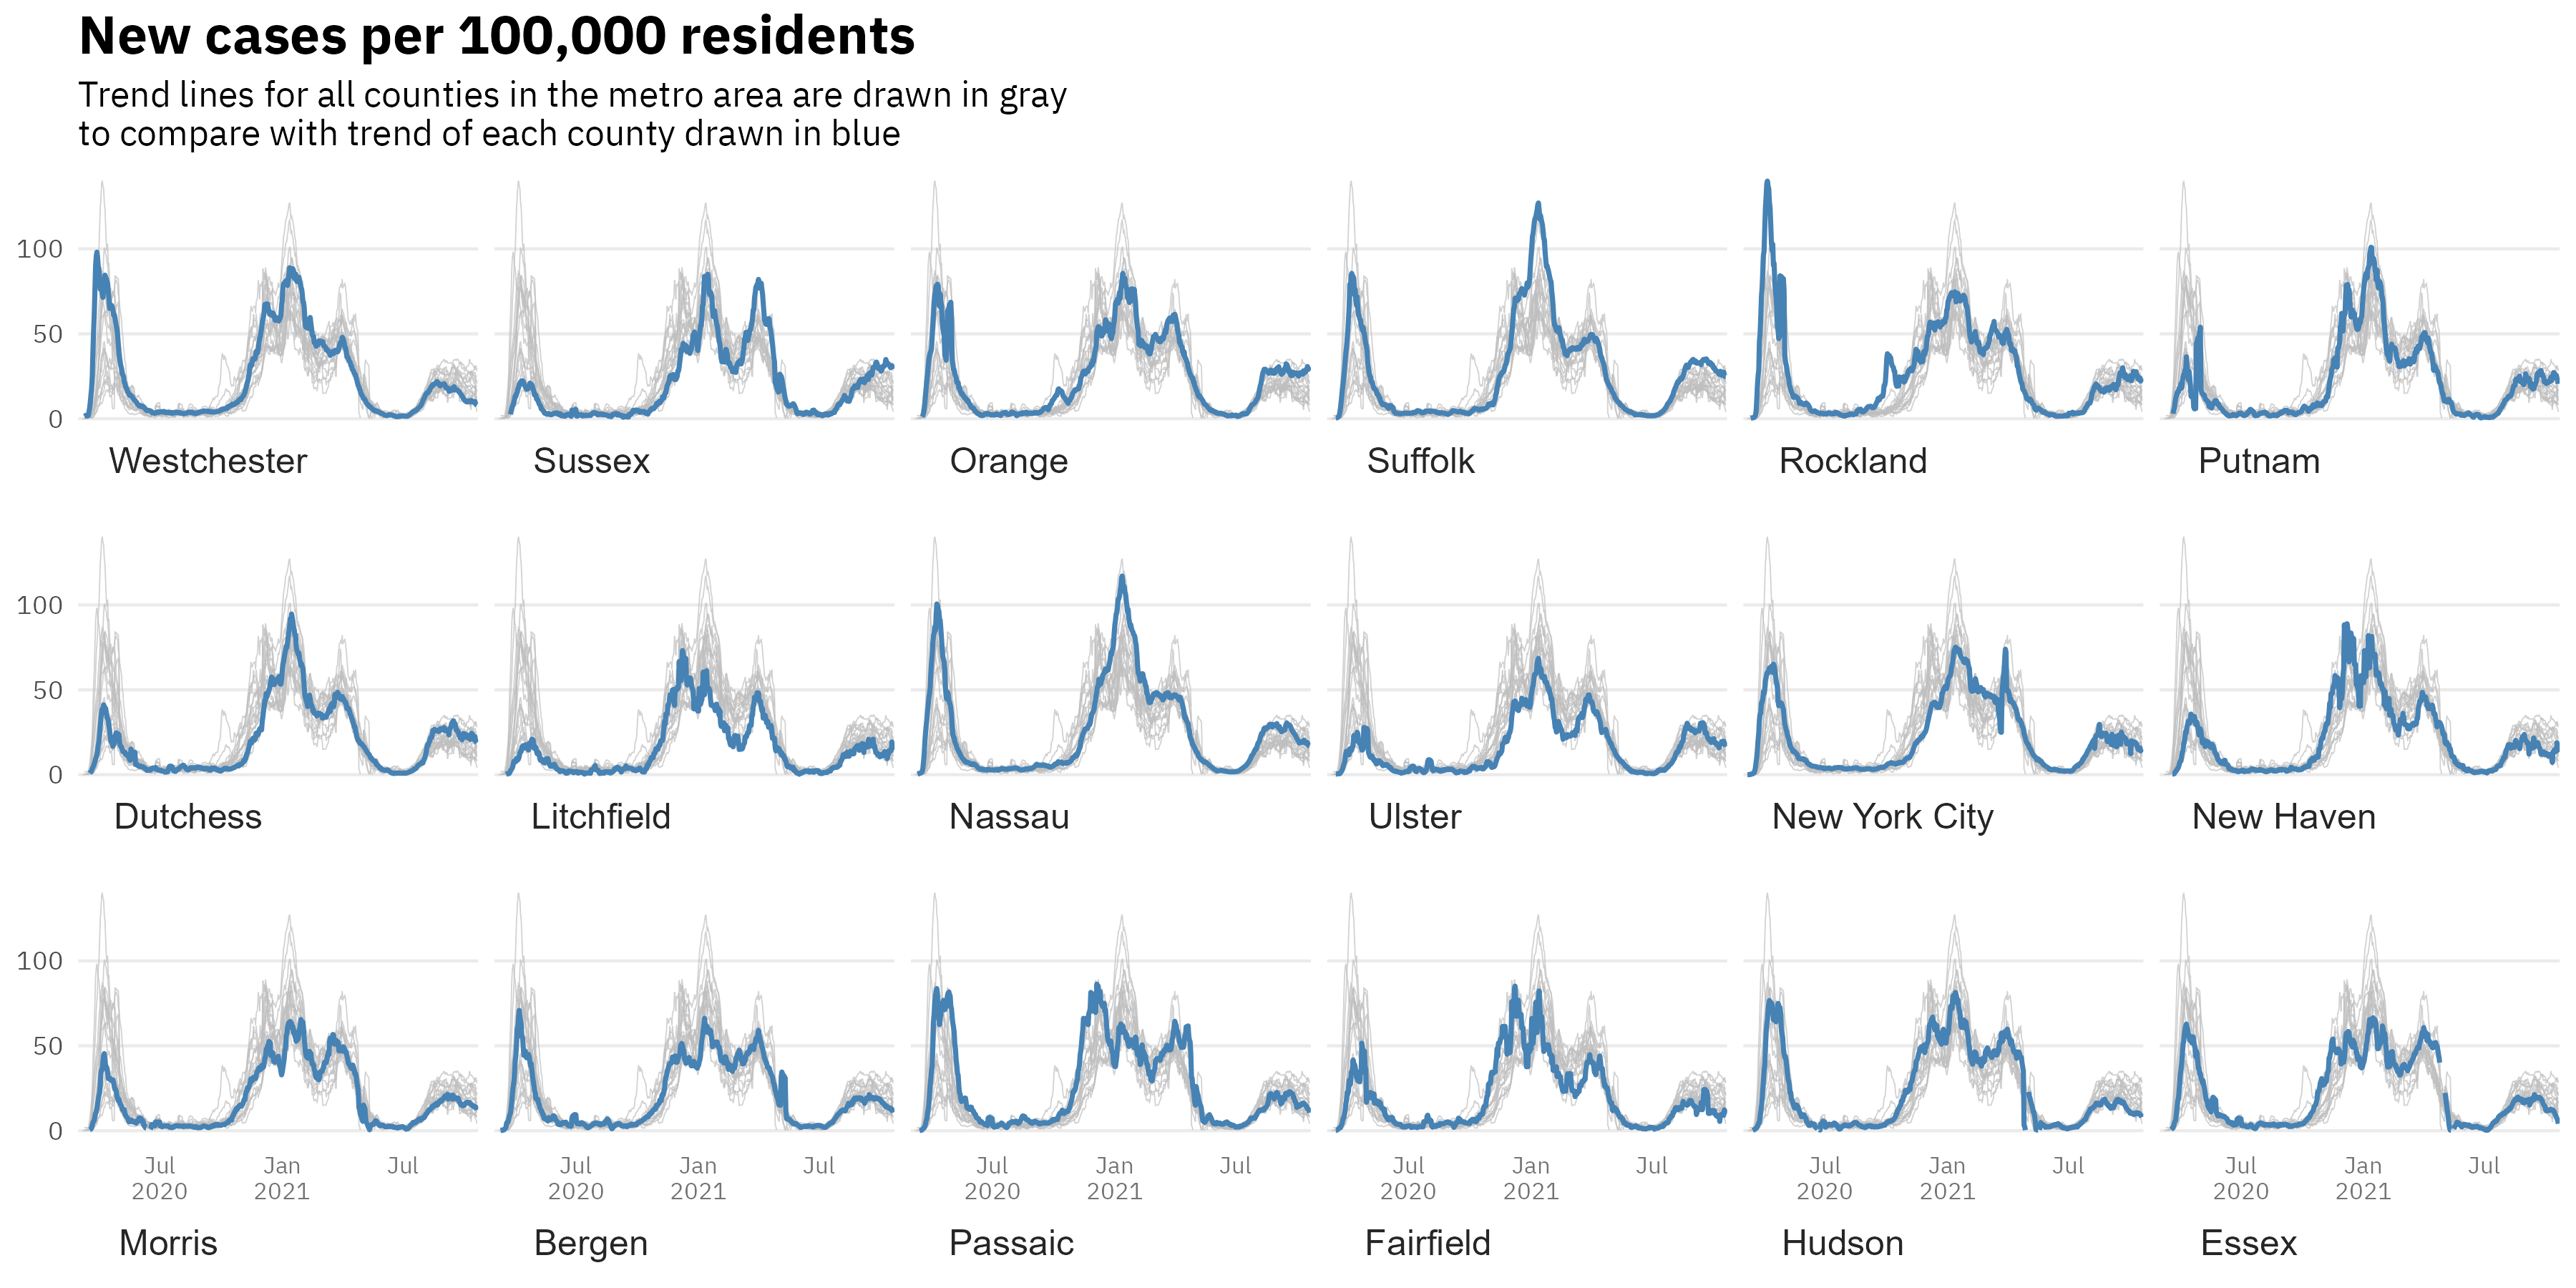 New cases per 100,000 residents
Trend lines for all counties in the metro area are drawn in gray
to compare with trend of each county drawn in blue
100
50
0
Westchester Sussex Orange Suffolk Rockland Putnam
100
50
0
Dutchess Litchfield Nassau Ulster New York City New Haven
100
50
0
Jul Jan Jul Jul Jan Jul Jul Jan Jul Jul Jan Jul Jul Jan Jul Jul Jan Jul
2020 2021 2020 2021 2020 2021 2020 2021 2020 2021 2020 2021
Morris Bergen Passaic Fairfield Hudson Essex